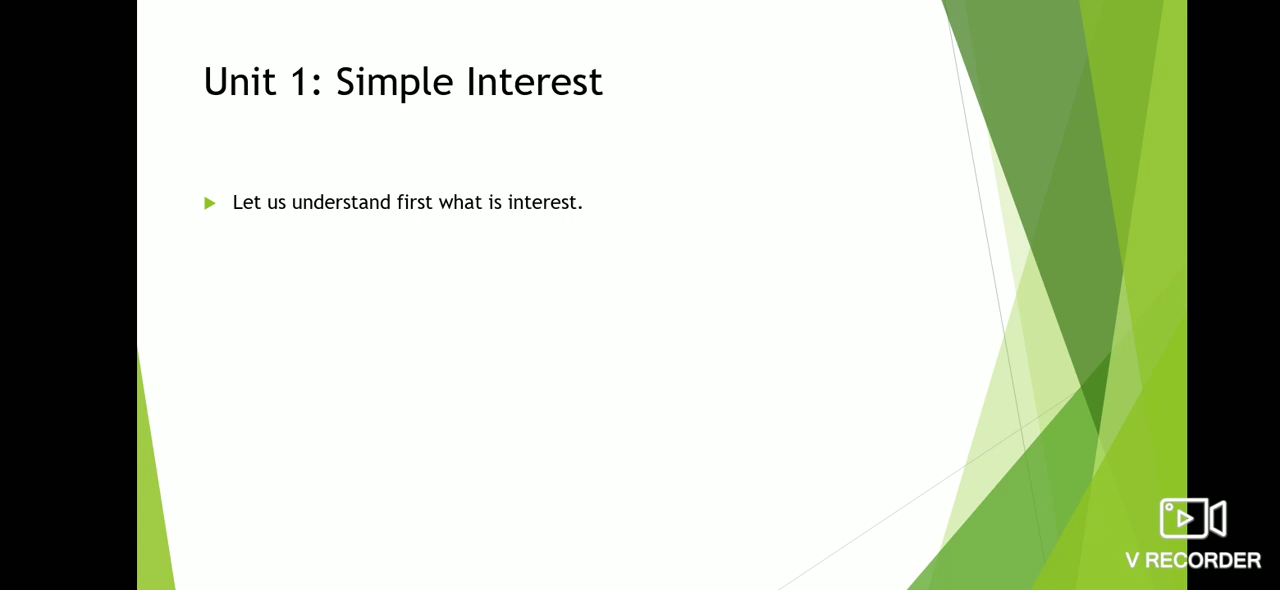 Unit 1: Simple Interest
Let us understand first what is interest.
V RECORDER